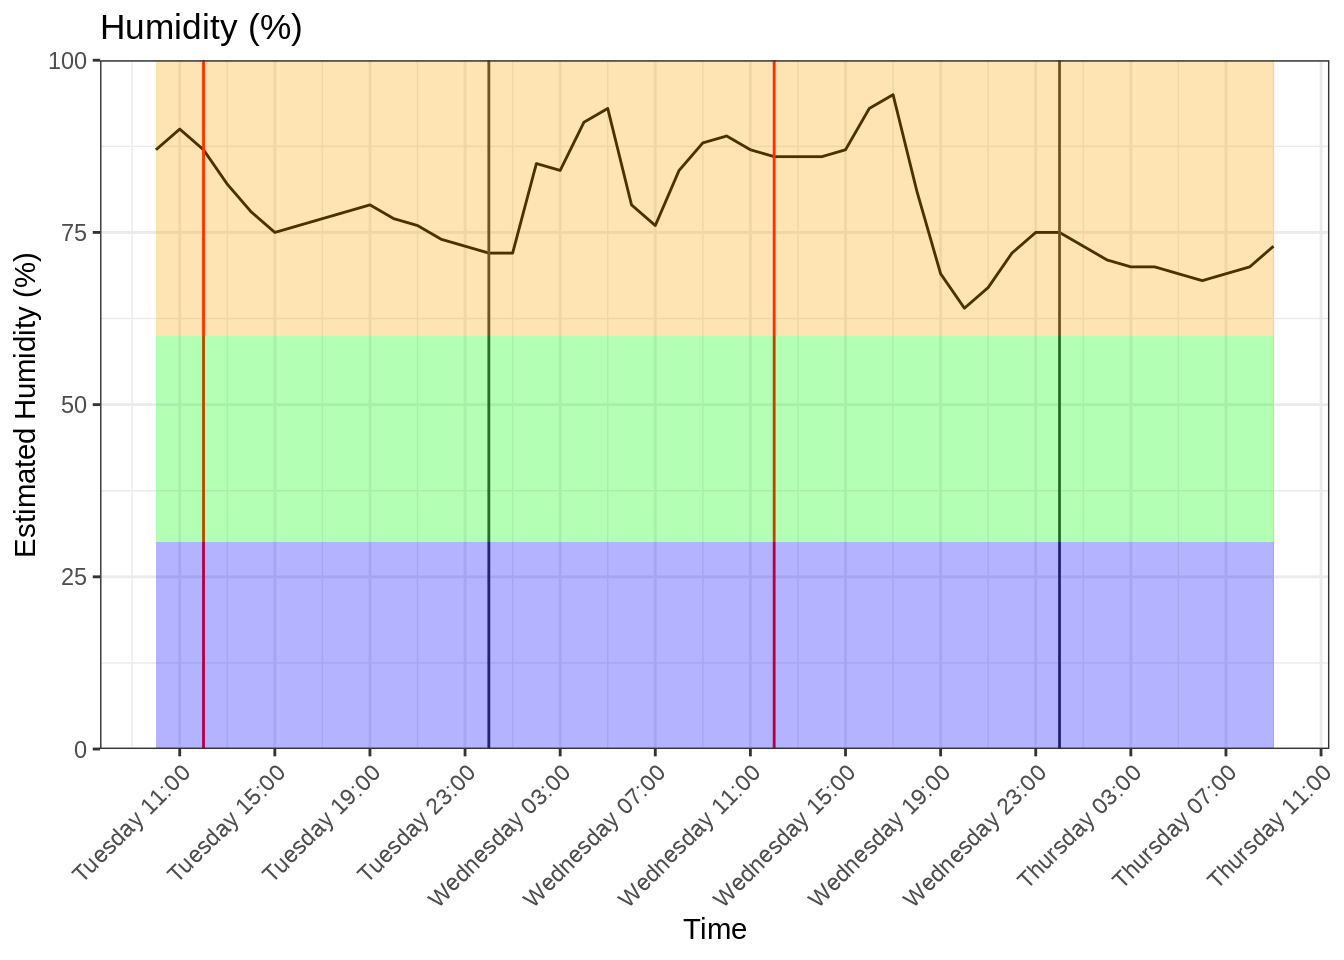 Humidity (%)
Estimated Humidity (%)
100
75
50
25
0
Tuesday 11:00
Tuesday 15:00
Tuesday 19:00
Tuesday 23:00
Wednesday 03:00
Wednesday 07:00
Wednesday 11:00
Wednesday 15:00
Wednesday 19:00
Wednesday 23:00
Thursday 03:00
Thursday 07:00
Thursday 11:00
Time